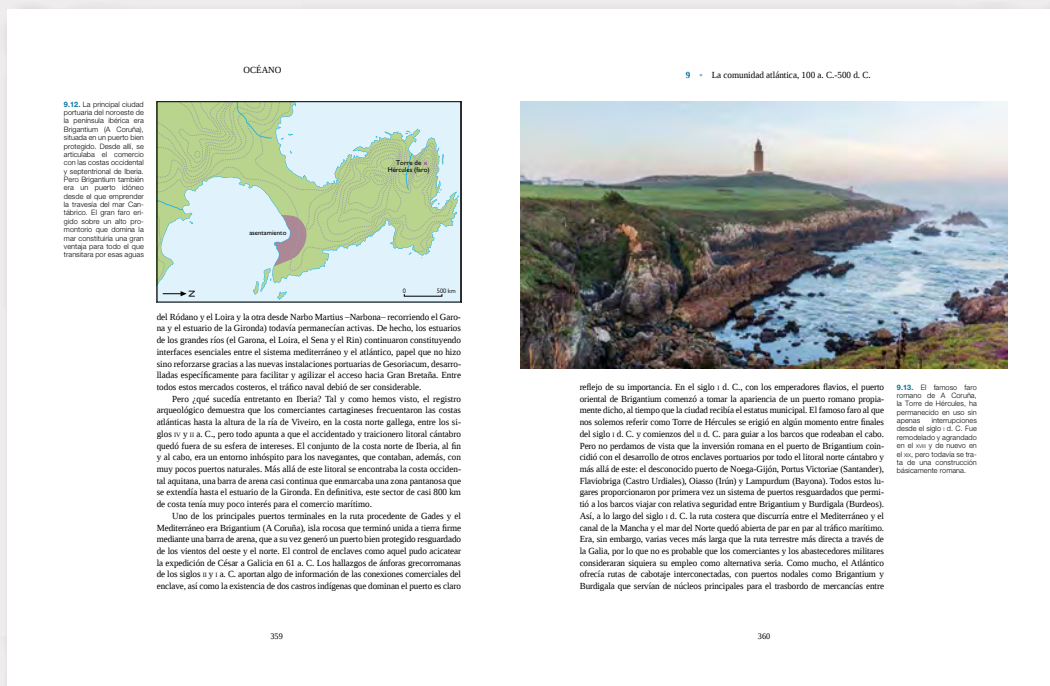 OCÉANO
9.12. La principal ciudad
portuaria del noroeste de
la península ibérica era
Brigantium (A Coruña),
situada en un puerto bien
protegido. Desde allí, se
articulaba el comercio
con las costas occidental
y septentrional de Iberia.
Pero Brigantium también
era un puerto idóneo
desde el que emprender
la travesía del mar Can-
tábrico. El gran faro eri-
gido sobre un alto pro-
montorio que domina la
mar constituiría una gran
ventaja para todo el que
transitara por esas aguas
Torre de
Hércules (faro)
asentamiento
N
0 500 km
del Ródano y el Loira y la otra desde Narbo Martius –Narbona– recorriendo el Garo-
na y el estuario de la Gironda) todavía permanecían activas. De hecho, los estuarios
de los grandes ríos (el Garona, el Loira, el Sena y el Rin) continuaron constituyendo
interfaces esenciales entre el sistema mediterráneo y el atlántico, papel que no hizo
sino reforzarse gracias a las nuevas instalaciones portuarias de Gesoriacum, desarro-
lladas específicamente para facilitar y agilizar el acceso hacia Gran Bretaña. Entre
todos estos mercados costeros, el tráfico naval debió de ser considerable.
Pero ¿qué sucedía entretanto en Iberia? Tal y como hemos visto, el registro
arqueológico demuestra que los comerciantes cartagineses frecuentaron las costas
atlánticas hasta la altura de la ría de Viveiro, en la costa norte gallega, entre los si-
glos IV y II a. C., pero todo apunta a que el accidentado y traicionero litoral cántabro
quedó fuera de su esfera de intereses. El conjunto de la costa norte de Iberia, al fin
y al cabo, era un entorno inhóspito para los navegantes, que contaban, además, con
muy pocos puertos naturales. Más allá de este litoral se encontraba la costa occiden-
tal aquitana, una barra de arena casi continua que enmarcaba una zona pantanosa que
se extendía hasta el estuario de la Gironda. En definitiva, este sector de casi 800 km
de costa tenía muy poco interés para el comercio marítimo.
Uno de los principales puertos terminales en la ruta procedente de Gades y el
Mediterráneo era Brigantium (A Coruña), isla rocosa que terminó unida a tierra firme
mediante una barra de arena, que a su vez generó un puerto bien protegido resguardado
de los vientos del oeste y el norte. El control de enclaves como aquel pudo acicatear
la expedición de César a Galicia en 61 a. C. Los hallazgos de ánforas grecorromanas
de los siglos II y I a. C. aportan algo de información de las conexiones comerciales del
enclave, así como la existencia de dos castros indígenas que dominan el puerto es claro
359
9 • La comunidad atlántica, 100 a. C.-500 d. C.
reflejo de su importancia. En el siglo I d. C., con los emperadores flavios, el puerto
oriental de Brigantium comenzó a tomar la apariencia de un puerto romano propia-
mente dicho, al tiempo que la ciudad recibía el estatus municipal. El famoso faro al que
nos solemos referir como Torre de Hércules se erigió en algún momento entre finales
del siglo I d. C. y comienzos del II d. C. para guiar a los barcos que rodeaban el cabo.
Pero no perdamos de vista que la inversión romana en el puerto de Brigantium coin-
cidió con el desarrollo de otros enclaves portuarios por todo el litoral norte cántabro y
más allá de este: el desconocido puerto de Noega-Gijón, Portus Victoriae (Santander),
Flaviobriga (Castro Urdiales), Oiasso (Irún) y Lampurdum (Bayona). Todos estos lu-
gares proporcionaron por primera vez un sistema de puertos resguardados que permi-
tió a los barcos viajar con relativa seguridad entre Brigantium y Burdigala (Burdeos).
Así, a lo largo del siglo I d. C. la ruta costera que discurría entre el Mediterráneo y el
canal de la Mancha y el mar del Norte quedó abierta de par en par al tráfico marítimo.
Era, sin embargo, varias veces más larga que la ruta terrestre más directa a través de
la Galia, por lo que no es probable que los comerciantes y los abastecedores militares
consideraran siquiera su empleo como alternativa seria. Como mucho, el Atlántico
ofrecía rutas de cabotaje interconectadas, con puertos nodales como Brigantium y
Burdigala que servían de núcleos principales para el trasbordo de mercancías entre
9.13. El famoso faro
romano de A Coruña,
la Torre de Hércules, ha
permanecido en uso sin
apenas interrupciones
desde el siglo I d. C. Fue
remodelado y agrandado
en el XVIII y de nuevo en
el XIX, pero todavía se tra-
ta de una construcción
básicamente romana.
360